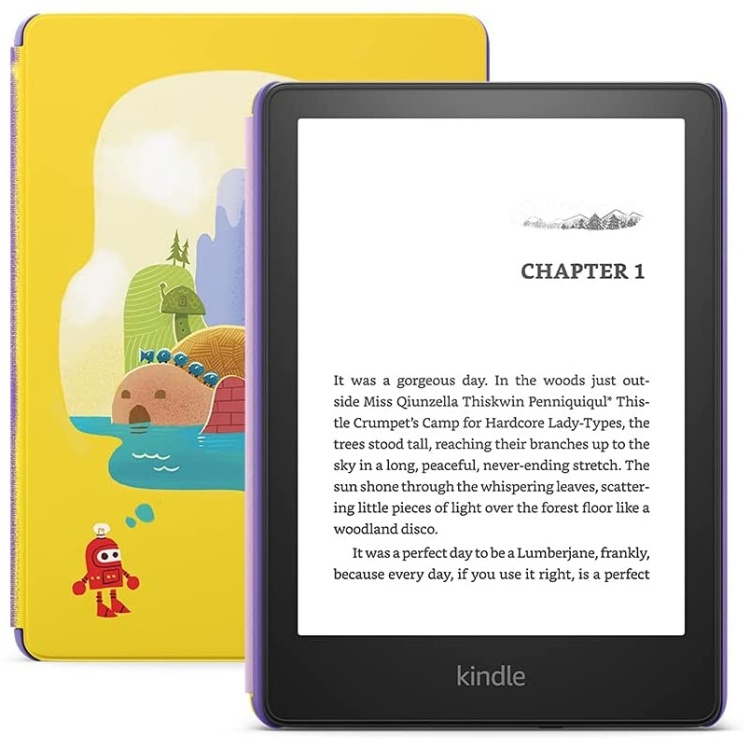 CHAPTER 1
It was a gorgeous day. In the woods just out-
side Miss Qiunzella Thiskwin Penniquiqul* This-
tle Crumpet's Camp for Hardcore Lady-Types, the
trees stood tall, reaching their branches up to the
sky in a long, peaceful, never-ending stretch. The
sun shone through the whispering leaves, scatter-
ing little pieces of light over the forest floor like a
woodland disco.
It was a perfect day to be a Lumberjane, frankly,
because every day, if you use it right, is a perfect
kindle